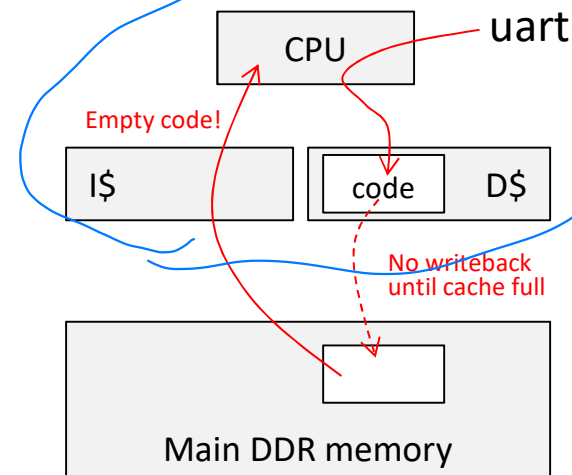 uart
CPU
Empty code!
I$
code
D$
No writeback
until cache full
Main DDR memory